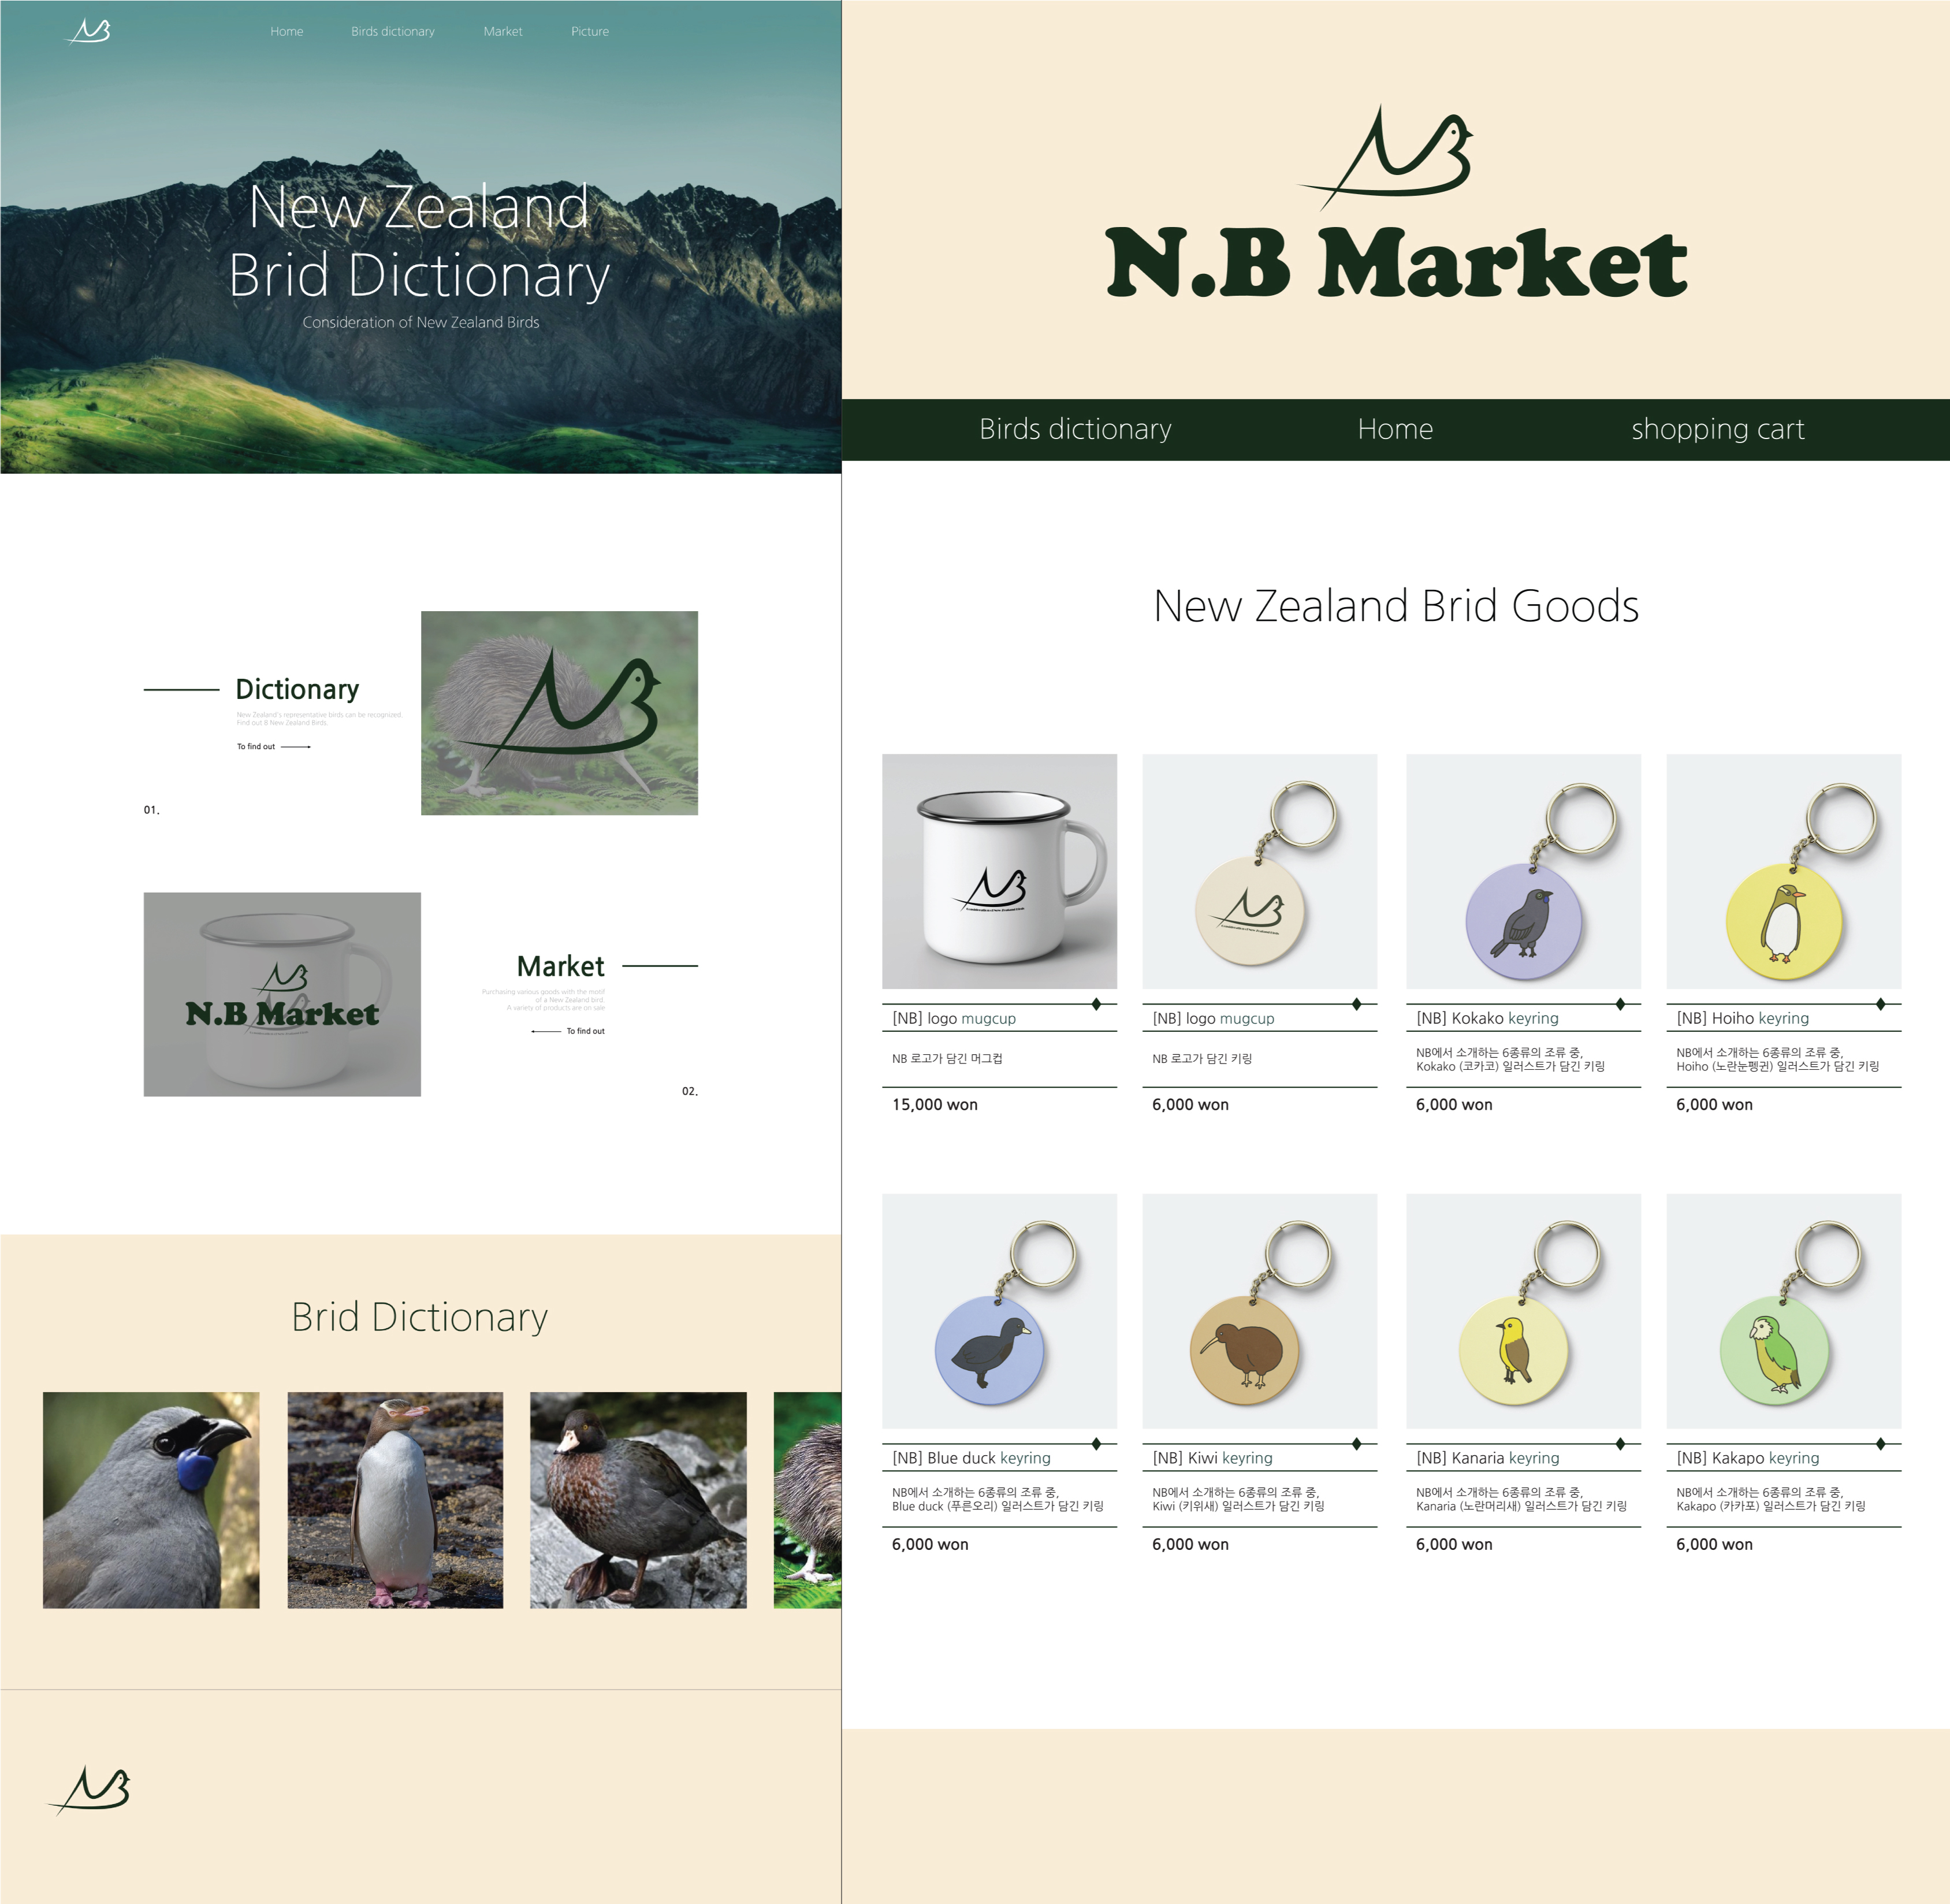 Home
Birds dictionary
Market
Picture
New Zealand
Brid Dictionary
Consideration of New Zealand Birds
Dictionary
New Zealand's representative birds can be recognized.
Find out 8 New Zealand Birds.
To find out
01.
N.B Market
Market
Purchasing various goods with the motif
of a New Zealand bird.
A variety of products are on sale
To find out
02.
Brid Dictionary
N.B Market
Birds dictionary
Home
shopping cart
New Zealand Brid Goods
[NB] logo mugcup
NB 로고가 담긴 머그컵
15,000 won
[NB] logo mugcup
NB 로고가 담긴 키링
6,000 won
[NB] Kokako keyring
NB에서 소개하는 6종류의 조류 중,
Kokako (코카코) 일러스트가 담긴 키링
6,000 won
[NB] Hoiho keyring
NB에서 소개하는 6종류의 조류 중,
Hoiho (노란눈펭귄) 일러스트가 담긴 키링
6,000 won
[NB] Blue duck keyring
NB에서 소개하는 6종류의 조류 중,
Blue duck (푸른오리) 일러스트가 담긴 키링
6,000 won
[NB] Kiwi keyring
NB에서 소개하는 6종류의 조류 중,
Kiwi (키위새) 일러스트가 담긴 키링
6,000 won
[NB] Kanaria keyring
NB에서 소개하는 6종류의 조류 중,
Kanaria (노란머리새) 일러스트가 담긴 키링
6,000 won
[NB] Kakapo keyring
NB에서 소개하는 6종류의 조류 중,
Kakapo (카카포) 일러스트가 담긴 키링
6,000 won